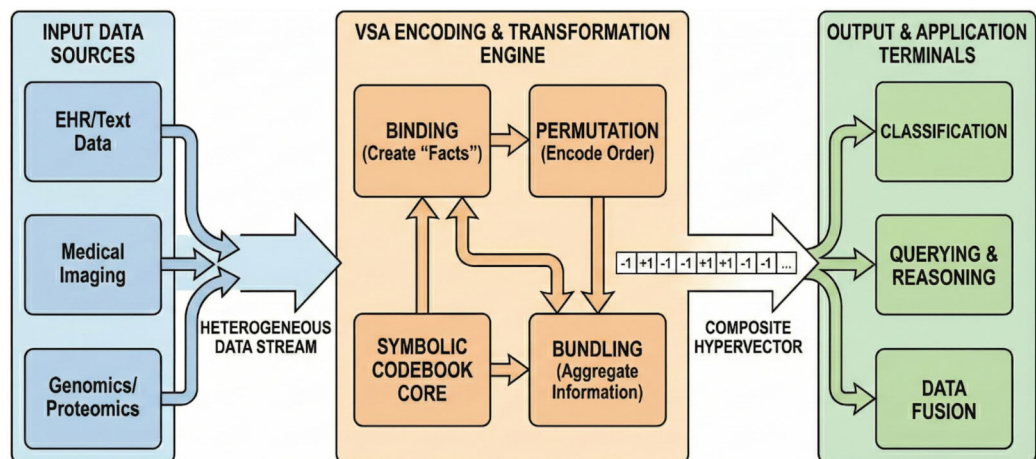 INPUT DATA
SOURCES
EHR/Text
Data
Medical
Imaging
Genomics/
Proteomics
HETEROGENEOUS
DATA STREAM
VSA ENCODING & TRANSFORMATION
ENGINE
BINDING
(Create “Facts”)
PERMUTATION
(Encode Order)
SYMBOLIC
CODEBOOK
CORE
BUNDLING
(Aggregate
Information)
-1 +1 -1 -1 +1 +1 -1 -1 ...
COMPOSITE
HYPERVECTOR
OUTPUT & APPLICATION
TERMINALS
CLASSIFICATION
QUERYING &
REASONING
DATA
FUSION